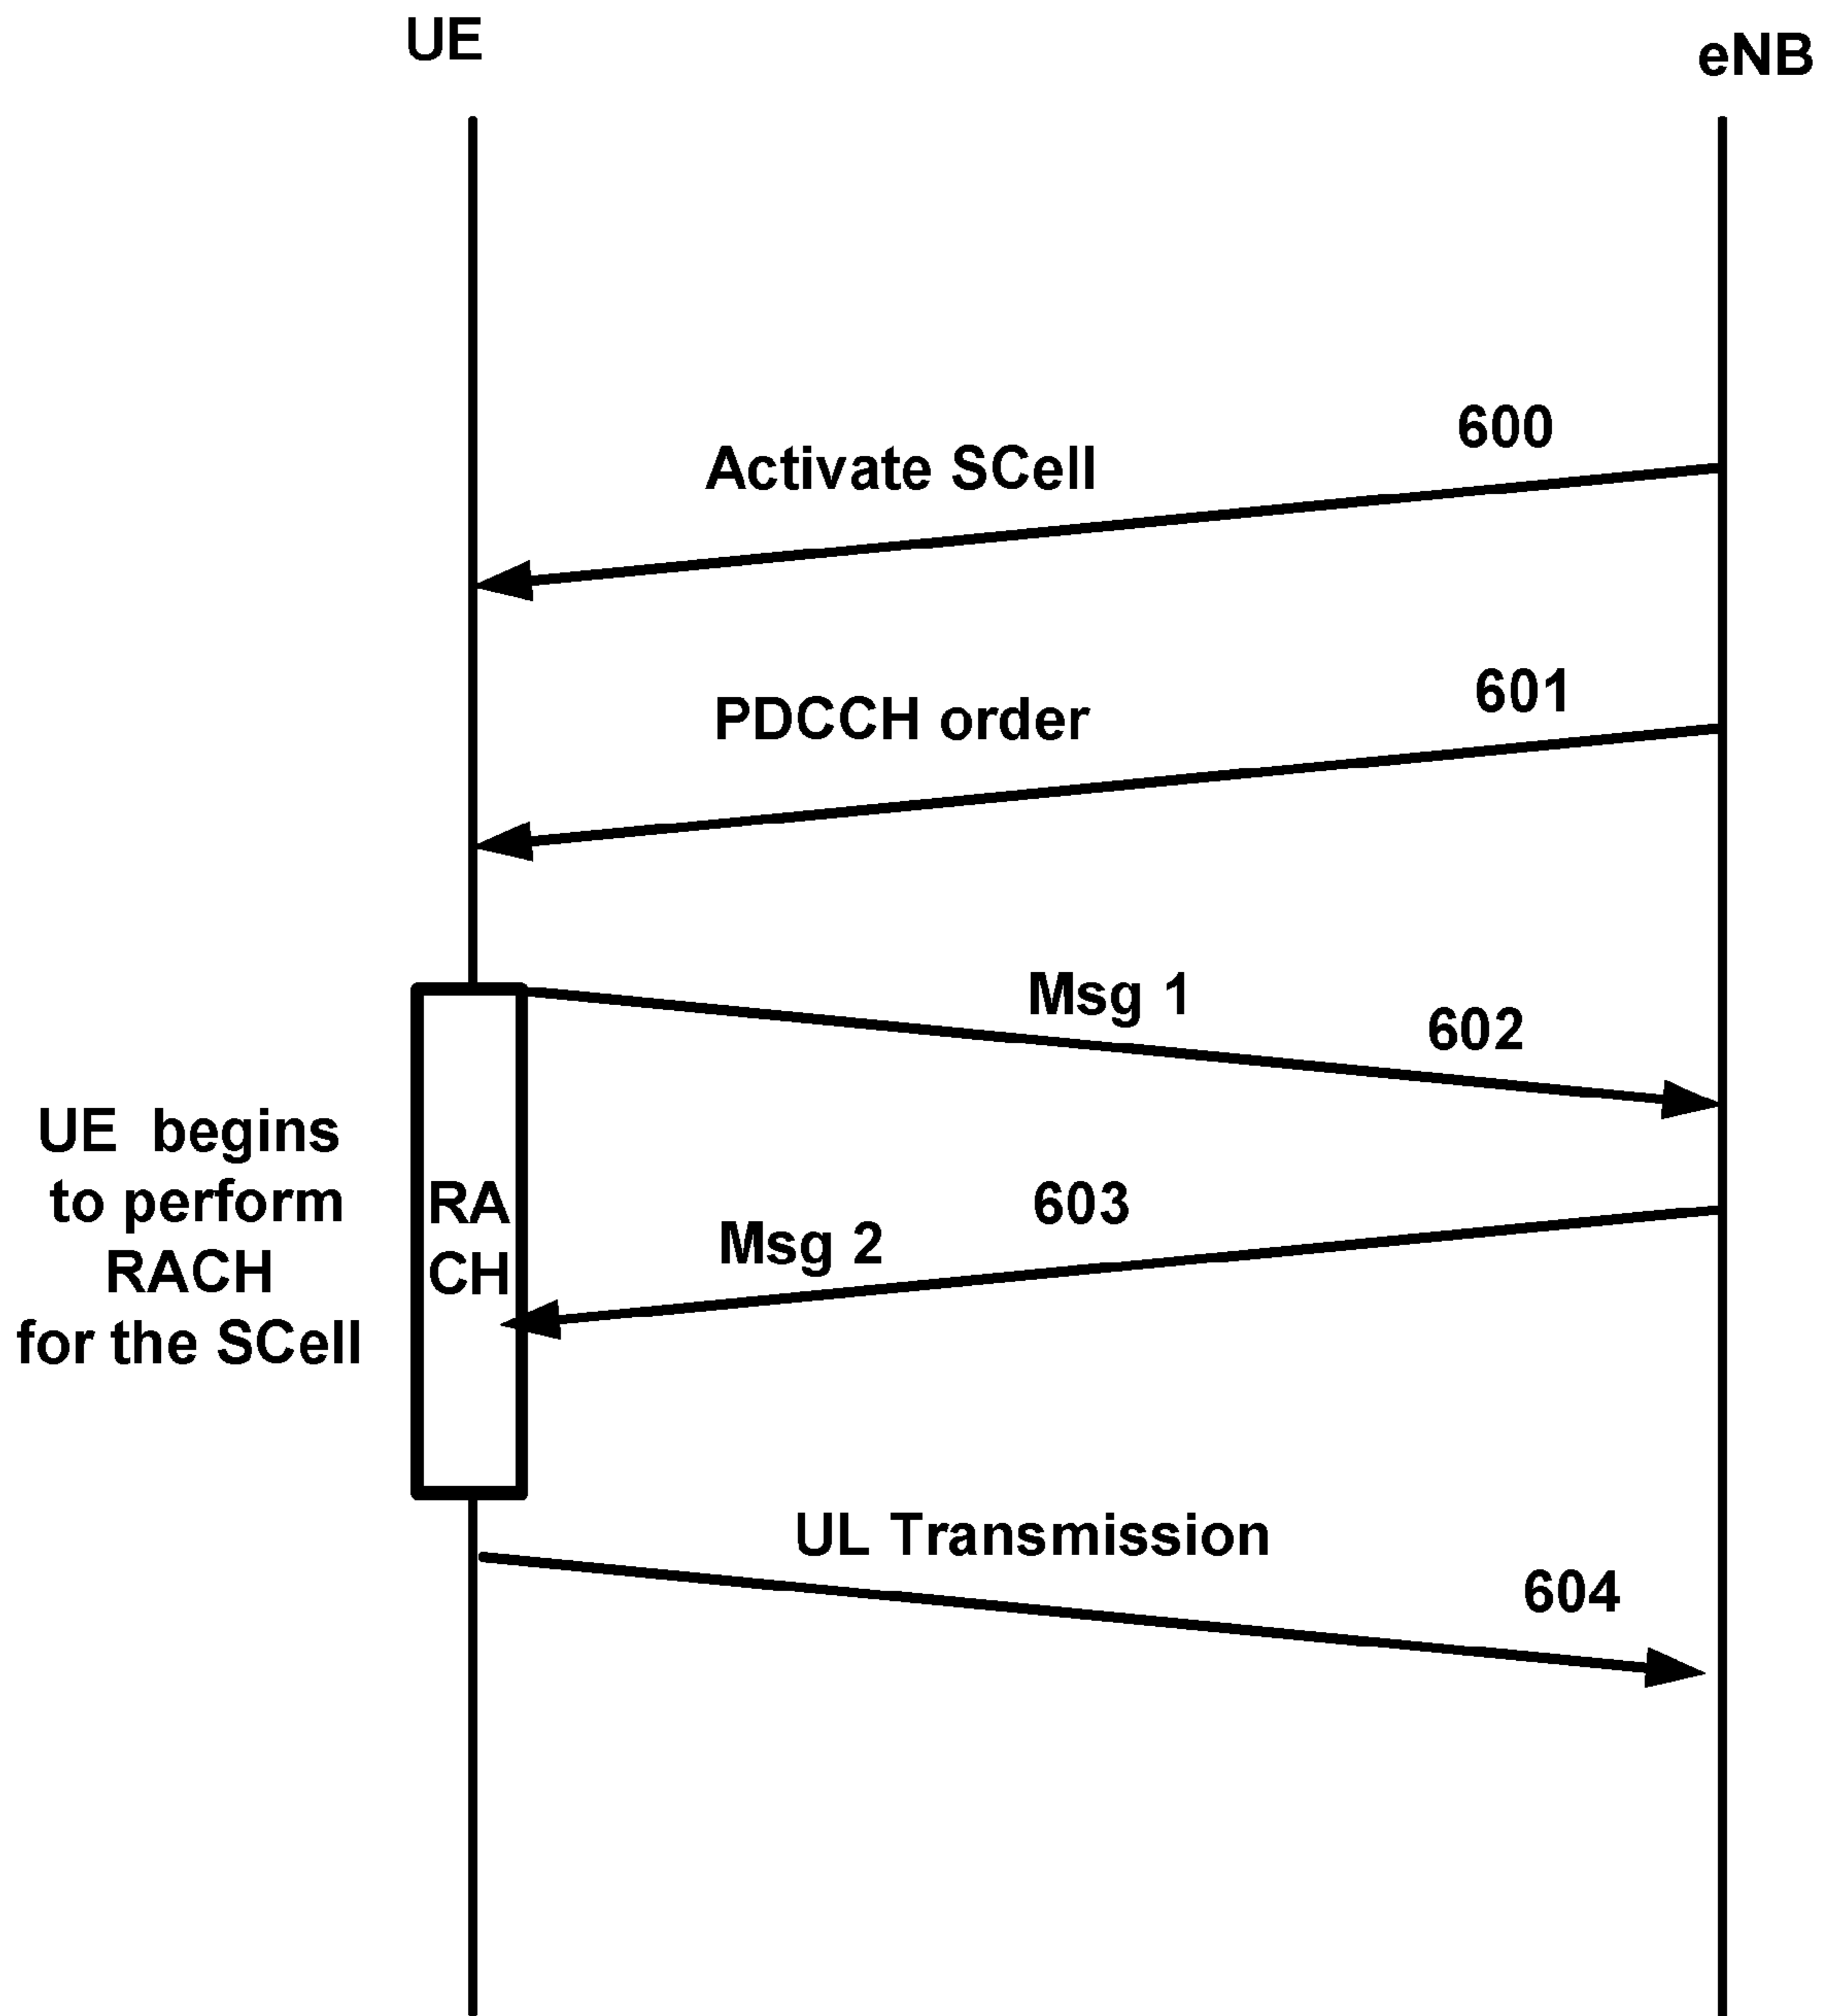 UE
eNB
600
Activate SCell
601
PDCCH order
Msg 1
602
UE begins
to perform
RACH
for the SCell
RA
CH
603
Msg 2
UL Transmission
604